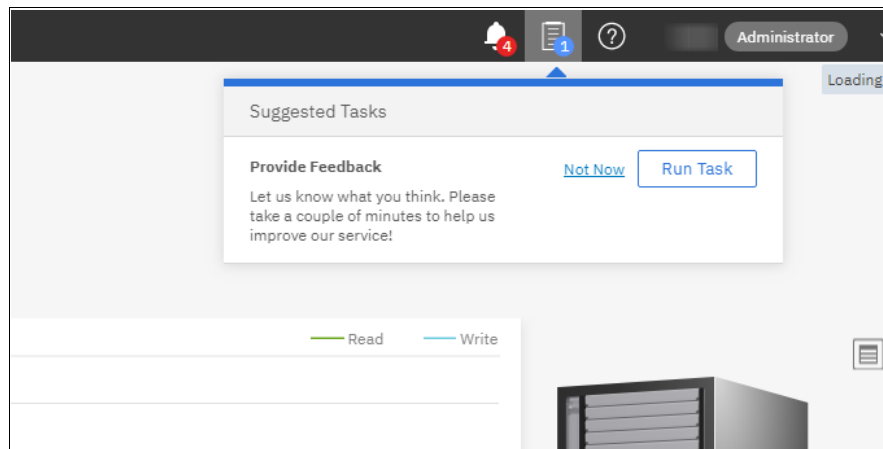 4
1
?
Administrator
Loading
Suggested Tasks
Provide Feedback
Not Now
Run Task
Let us know what you think. Please
take a couple of minutes to help us
improve our service!
Read
Write